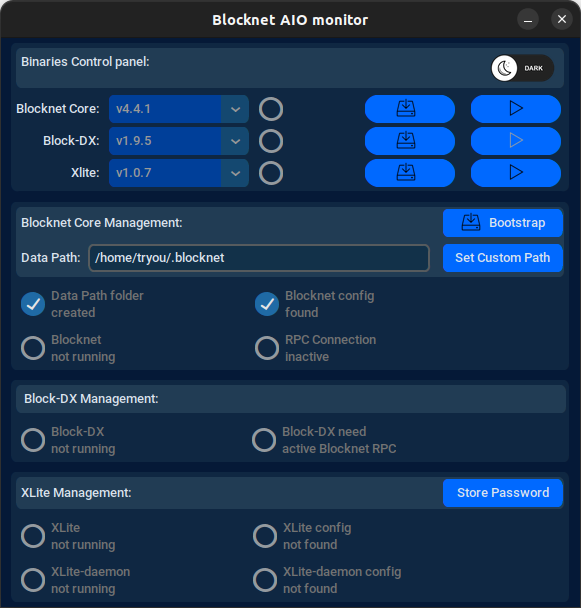 Blocknet AIO monitor
Binaries Control panel:
DARK
Blocknet Core: v4.4.1
Block-DX: v1.9.5
Xlite: v1.0.7
Blocknet Core Management: Bootstrap
Data Path: /home/tryou/.blocknet Set Custom Path
Data Path folder
created
Blocknet config
found
Blocknet
not running
RPC Connection
inactive
Block-DX Management:
Block-DX
not running
Block-DX need
active Blocknet RPC
XLite Management: Store Password
XLite
not running
XLite config
not found
XLite-daemon
not running
XLite-daemon config
not found